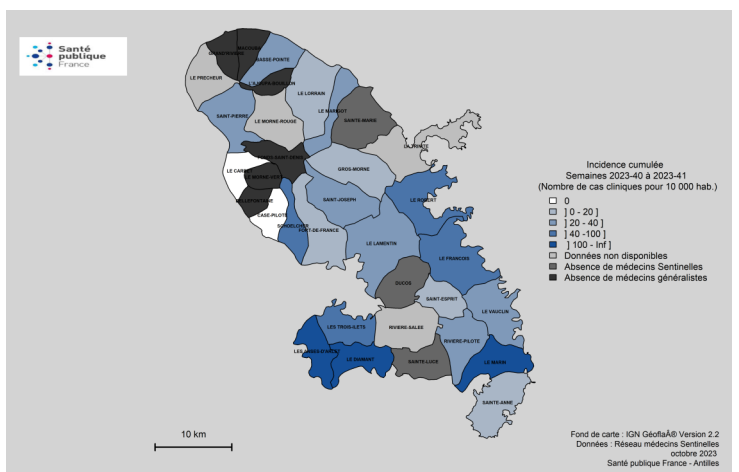 Santé
publique
France
MACOUBA
BASSE-POINTE
LE PRECHEUR
LE LORRAIN
LE MARIGOT
SAINT-PIERRE
LE MORNE-ROUGE
SAINTE-MARIE
LA TRINITE
GROS-MORNE
LE CARBET
LE MORNE-VERT
SAINT-JOSEPH
LE ROBERT
BELLEFONTAINE
CASE-PILOTE
SCHOELCHER
FORT-DE-FRANCE
LE LAMENTIN
LE FRANCOIS
DUCOS
SAINT-ESPRIT
LE VAUCLIN
LES TROIS-ILETS
RIVIERE-SALEE
RIVIERE-PILOTE
LES ANSES-D'ARLET
LE DIAMANT
SAINTE-LUCE
LE MARIN
SAINTE-ANNE
Incidence cumulée
Semaines 2023-40 à 2023-41
(Nombre de cas cliniques pour 10 000 hab.)
0
] 0 - 20 ]
] 20 - 40 ]
] 40 -100 ]
] 100 - Inf ]
Données non disponibles
Absence de médecins Sentinelles
Absence de médecins généralistes
10 km
Fond de carte : IGN GéoflaÂ® Version 2.2
Données : Réseau médecins Sentinelles
octobre 2023
Santé publique France - Antilles